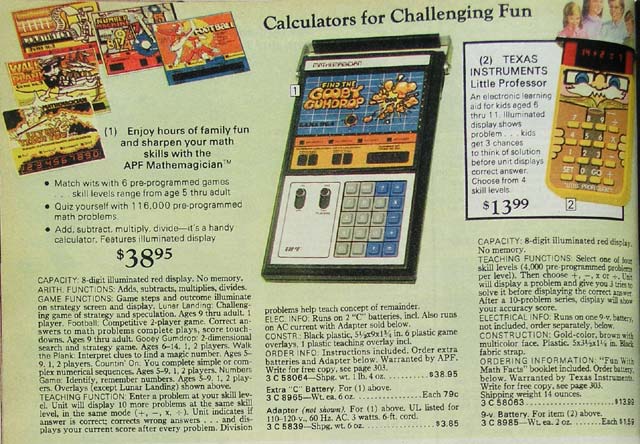 Calculators for Challenging Fun
NUMBER
MACHINE
FOOTBALL
WALK
THE PLANK
(1) Enjoy hours of family fun
and sharpen your math
skills with the
APF Mathemagician™
• Match wits with 6 pre-programmed games
. . . skill levels range from age 5 thru adult
• Quiz yourself with 116,000 pre-programmed
math problems.
• Add, subtract, multiply, divide—it's a handy
calculator. Features illuminated display
$3895
CAPACITY: 8-digit illuminated red display. No memory.
ARITH FUNCTIONS: Adds, subtracts, multiplies, divides.
GAME FUNCTIONS: Game steps and outcome illuminate
on strategy screen and display. Lunar Landing: Challeng-
ing game of strategy and speculation. Ages 9 thru adult. 1
player. Football: Competitive 2-player game. Correct an-
swers to math problems complete plays, score touch-
downs. Ages 9 thru adult. Gooey Gumdrop: 2-dimensional
search and strategy game. Ages 6-14. 1, 2 players. Walk
the Plank: Interpret clues to find a magic number. Ages 5-
9. 1, 2 players. Countin' On: You complete simple or com-
plex numerical sequences. Ages 5-9, 1, 2 players. Numbers
Game: Identify, remember numbers. Ages 5-9, 1, 2 play-
ers. Overlays (except Lunar Landing) shown above.
TEACHING FUNCTION: Enter a problem at your skill lev-
el. Unit will display 10 more problems at the same skill
level, in the same mode (+, −, x, ÷). Unit indicates if
answer is correct; corrects wrong answers . . . and dis-
plays your current score after every problem. Division
1
MATHEMAGICIAN
FIND THE
GOOEY
GUMDROP
APF
problems help teach concept of remainder.
ELEC. INFO: Runs on 2 "C" batteries, incl. Also runs
on AC current with Adapter sold below.
CONSTR.: Black plastic. 5⅜x9x1¾ in. 6 plastic game
overlays, 1 plastic teaching overlay incl.
ORDER INFO: Instructions included. Order extra
batteries and Adapter below. Warranted by APF.
Write for free copy, see page 303.
3 C 58064—Shpg. wt. 1 lb. 4 oz. $38.95
Extra "C" Battery. For (1) above.
3 C 8965—Wt. ea. 6 oz. Each 79c
Adapter (not shown). For (1) above. UL listed for
110-120-v., 60 Hz. AC. 3 watts. 6-ft. cord.
3 C 5839—Shpg. wt. 6 oz. $3.85
(2) TEXAS
INSTRUMENTS
Little Professor
An electronic learning
aid for kids aged 6
thru 11. Illuminated
display shows
problem . . . kids
get 3 chances
to think of solution
before unit displays
correct answer.
Choose from 4
skill levels.
$1399
SET
GO
2
CAPACITY: 8-digit illuminated red display.
No memory.
TEACHING FUNCTIONS: Select one of four
skill levels (4,000 pre-programmed problems
per level). Then choose +, −, x or ÷. Unit
will display a problem and give you 3 tries to
solve it before displaying the correct answer.
After a 10-problem series, display will show
your accuracy score.
ELECTRICAL INFO: Runs on one 9-v. battery,
not included, order separately, below.
CONSTRUCTION: Gold-color, brown with
multicolor face. Plastic. 5x3¼x1¼ in. Black
fabric strap.
ORDERING INFORMATION: "Fun With
Math Facts" booklet included. Order battery,
below. Warranted by Texas Instruments.
Write for free copy, see page 303.
Shipping weight 14 ounces.
3 C 58063 $13.99
9-v. Battery. For item (2) above.
3 C 8985—Wt. ea. 6 oz. Each $1.59